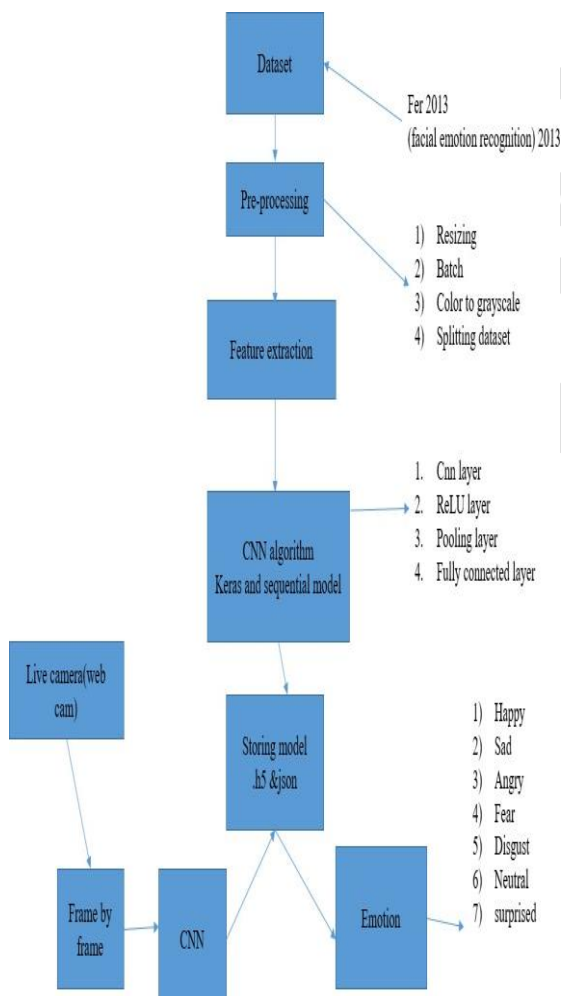 Dataset
Fer 2013
(facial emotion recognition) 2013
Pre-processing
1) Resizing
2) Batch
3) Color to grayscale
4) Splitting dataset
Feature extraction
CNN algorithm
Keras and sequential model
1. Cnn layer
2. ReLU layer
3. Pooling layer
4. Fully connected layer
Live camera(web
cam)
Storing model
.h5 &json
Frame by
frame
CNN
Emotion
1) Happy
2) Sad
3) Angry
4) Fear
5) Disgust
6) Neutral
7) surprised